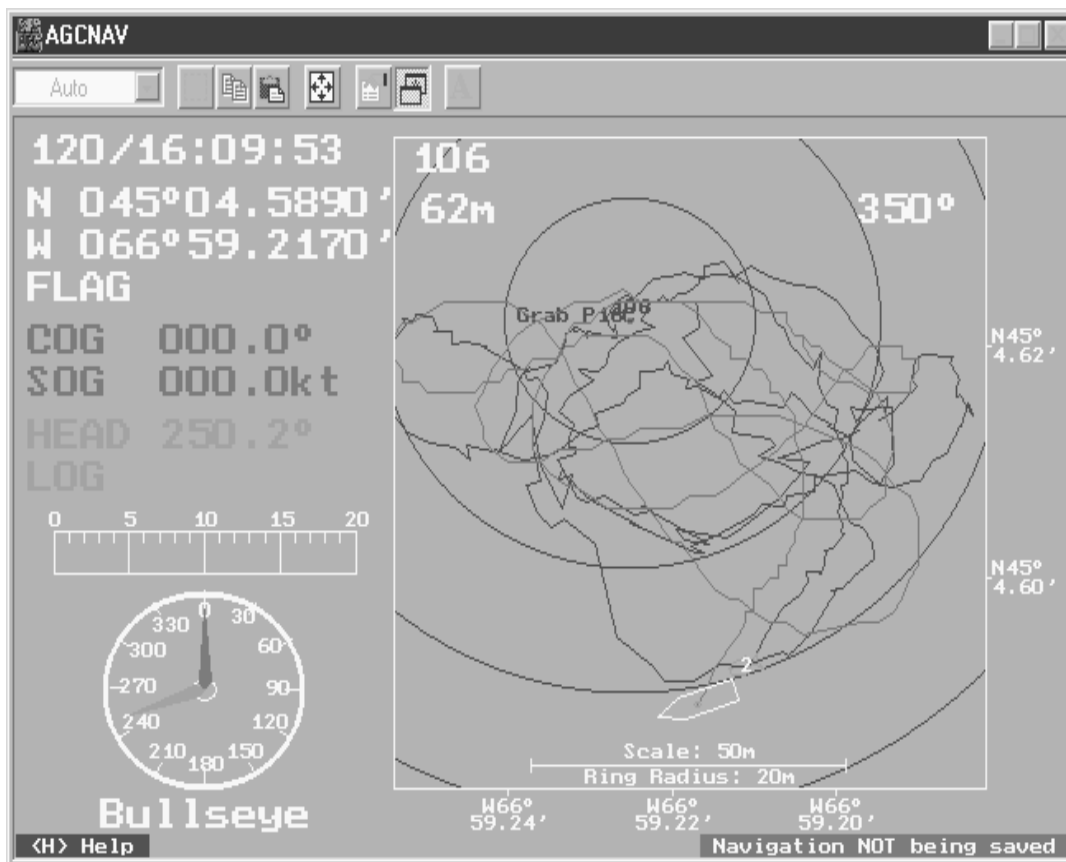 AGCNAV
Auto
A
120/16:09:53
N 045°04.5890'
W 066°59.2170'
FLAG
COG 000.0°
SOG 000.0kt
HEAD 250.2°
LOG
0 5 10 15 20
0
30
60
90
120
150
180
210
240
270
300
330
Bullseye
<H> Help
106
62m
350°
Grab
N45°
4.62'
N45°
4.60'
2
Scale: 50m
Ring Radius: 20m
W66°
59.24'
W66°
59.22'
W66°
59.20'
Navigation NOT being saved